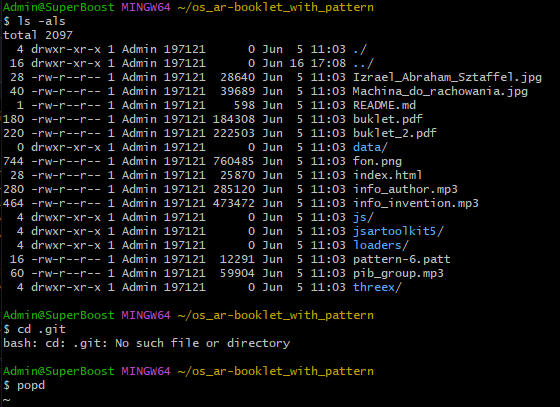 Admin@SuperBoost MINGW64 ~/os_ar-booklet_with_pattern
$ ls -als
total 2097
  4 drwxr-xr-x 1 Admin 197121      0 Jun  5 11:03 ./
 16 drwxr-xr-x 1 Admin 197121      0 Jun 16 17:08 ../
 28 -rw-r--r-- 1 Admin 197121  28640 Jun  5 11:03 Izrael_Abraham_Sztaffel.jpg
 40 -rw-r--r-- 1 Admin 197121  39689 Jun  5 11:03 Machina_do_rachowania.jpg
  1 -rw-r--r-- 1 Admin 197121    598 Jun  5 11:03 README.md
180 -rw-r--r-- 1 Admin 197121 184308 Jun  5 11:03 buklet.pdf
220 -rw-r--r-- 1 Admin 197121 222503 Jun  5 11:03 buklet_2.pdf
  0 drwxr-xr-x 1 Admin 197121      0 Jun  5 11:03 data/
744 -rw-r--r-- 1 Admin 197121 760485 Jun  5 11:03 fon.png
 28 -rw-r--r-- 1 Admin 197121  25870 Jun  5 11:03 index.html
280 -rw-r--r-- 1 Admin 197121 285120 Jun  5 11:03 info_author.mp3
464 -rw-r--r-- 1 Admin 197121 473472 Jun  5 11:03 info_invention.mp3
  4 drwxr-xr-x 1 Admin 197121      0 Jun  5 11:03 js/
  4 drwxr-xr-x 1 Admin 197121      0 Jun  5 11:03 jsartoolkit5/
  4 drwxr-xr-x 1 Admin 197121      0 Jun  5 11:03 loaders/
 16 -rw-r--r-- 1 Admin 197121  12291 Jun  5 11:03 pattern-6.patt
 60 -rw-r--r-- 1 Admin 197121  59904 Jun  5 11:03 pib_group.mp3
  4 drwxr-xr-x 1 Admin 197121      0 Jun  5 11:03 threex/
Admin@SuperBoost MINGW64 ~/os_ar-booklet_with_pattern
$ cd .git
bash: cd: .git: No such file or directory
Admin@SuperBoost MINGW64 ~/os_ar-booklet_with_pattern
$ popd
~